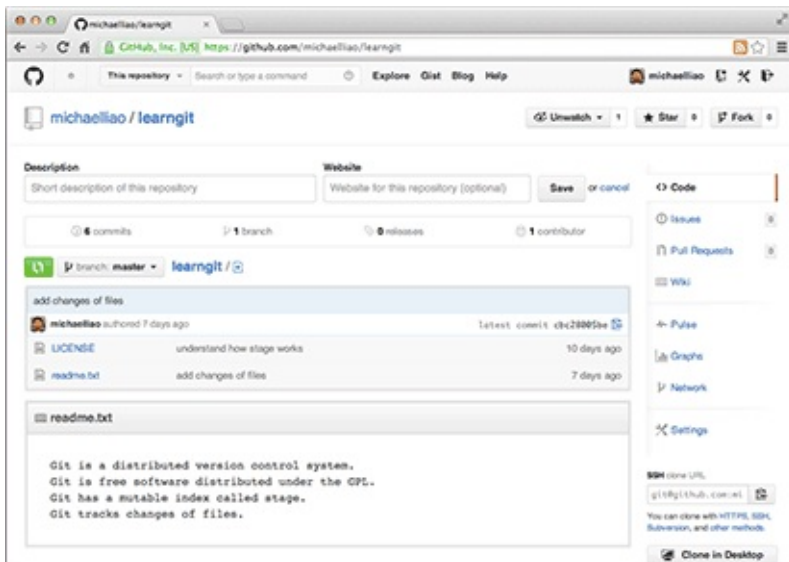 michaelliao/learngit
GitHub, Inc. [US] https://github.com/michaelliao/learngit
This repository Search or type a command Explore Gist Blog Help michaelliao
michaelliao / learngit Unwatch 1 Star 0 Fork 0
Description Website
Short description of this repository Website for this repository (optional) Save or cancel
6 commits 1 branch 0 releases 1 contributor
branch: master learngit /
add changes of files
michaelliao authored 7 days ago latest commit cbc28005be
LICENSE understand how stage works 10 days ago
readme.txt add changes of files 7 days ago
readme.txt
Git is a distributed version control system.
Git is free software distributed under the GPL.
Git has a mutable index called stage.
Git tracks changes of files.
Code
Issues 0
Pull Requests 0
Wiki
Pulse
Graphs
Network
Settings
SSH clone URL
git@github.com:mi
You can clone with HTTPS, SSH,
Subversion, and other methods.
Clone in Desktop